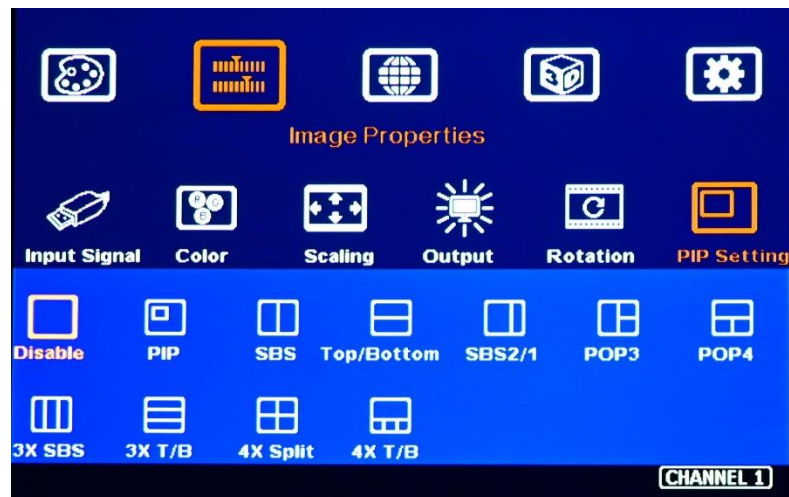 3D
Image Properties
R G
B
Input Signal Color Scaling Output Rotation PIP Setting
Disable PIP SBS Top/Bottom SBS2/1 POP3 POP4
3X SBS 3X T/B 4X Split 4X T/B
CHANNEL 1